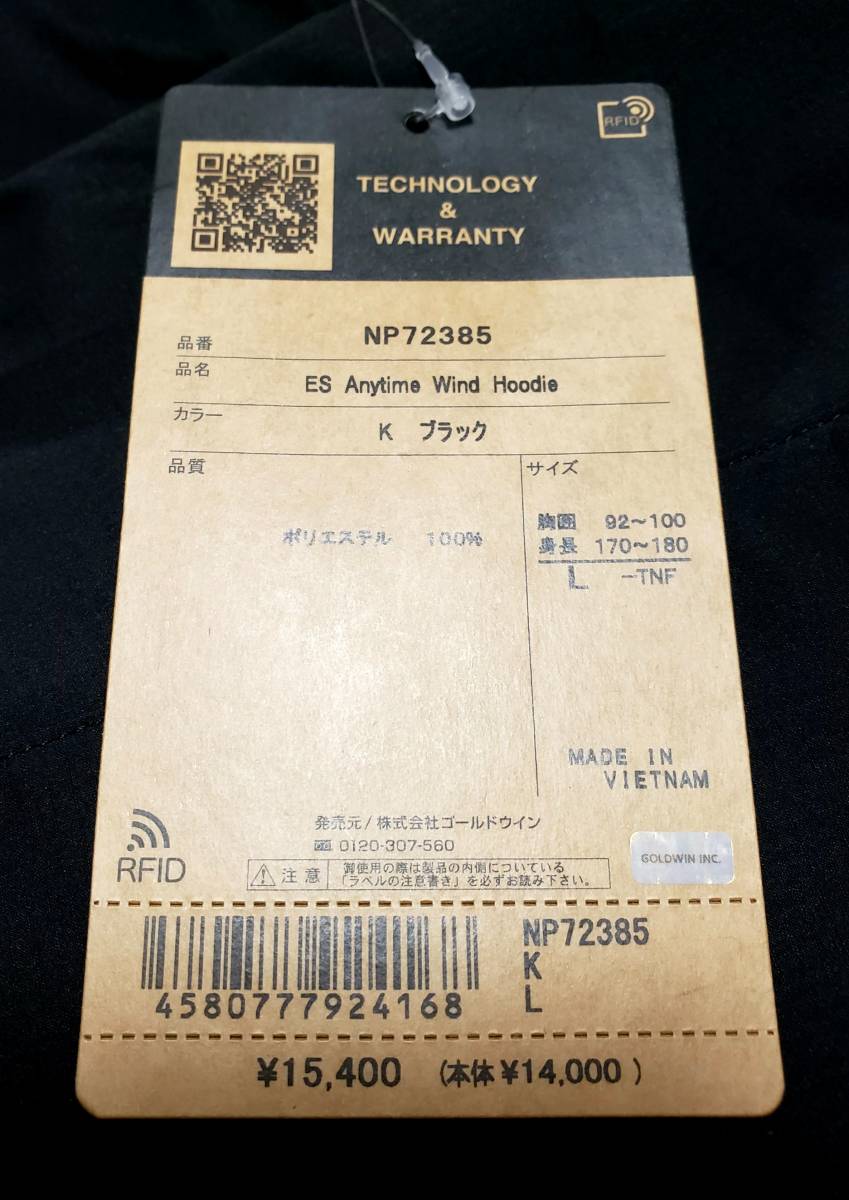 RFID
TECHNOLOGY
&
WARRANTY
品番 NP72385
品名 ES Anytime Wind Hoodie
カラー K ブラック
品質
ポリエステル 100%
サイズ
胸囲 92〜100
身長 170〜180
L -TNF
MADE IN
VIETNAM
RFID
発売元/株式会社ゴールドウイン
0120-307-560
注意
御使用の際は製品の内側についている
「ラベルの注意書き」を必ずお読み下さい。
GOLDWIN INC.
4580777924168
NP72385
K
L
¥15,400 (本体¥14,000)